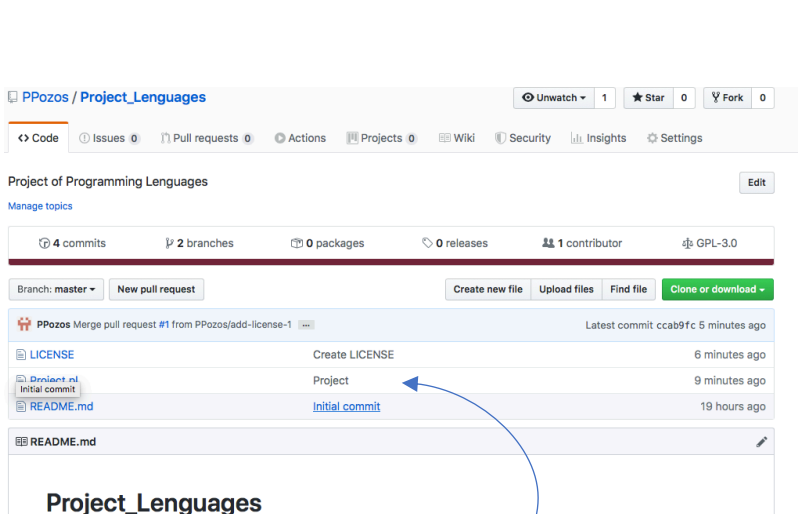 PPozos / Project_Lenguages Unwatch 1 Star 0 Fork 0
Code Issues 0 Pull requests 0 Actions Projects 0 Wiki Security Insights Settings
Project of Programming Lenguages Edit
Manage topics
4 commits 2 branches 0 packages 0 releases 1 contributor GPL-3.0
Branch: master New pull request Create new file Upload files Find file Clone or download
PPozos Merge pull request #1 from PPozos/add-license-1 ... Latest commit ccab9fc 5 minutes ago
LICENSE Create LICENSE 6 minutes ago
Project.pl Project 9 minutes ago
Initial commit
README.md Initial commit 19 hours ago
README.md
Project_Lenguages